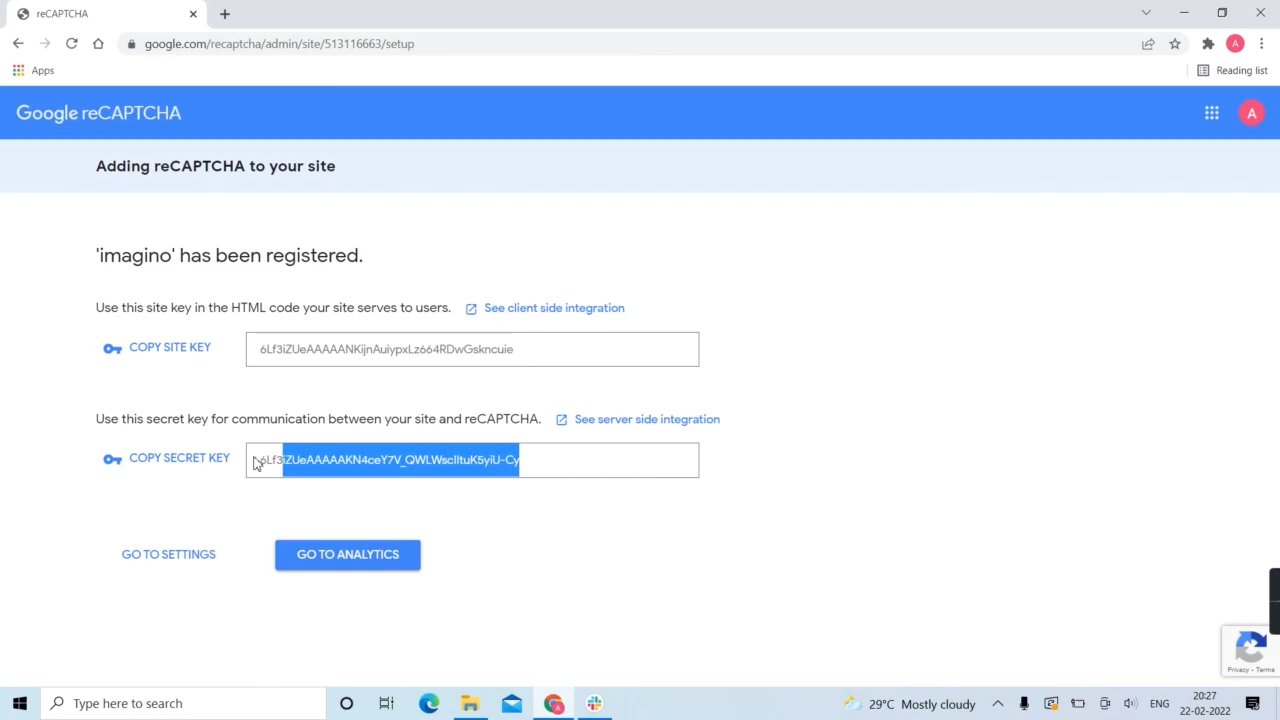 reCAPTCHA
google.com/recaptcha/admin/site/513116663/setup
Apps
Reading list
Google reCAPTCHA
A
A
Adding reCAPTCHA to your site
'imagino' has been registered.
Use this site key in the HTML code your site serves to users. See client side integration
COPY SITE KEY
6Lf3iZUeAAAAANKijnAuiypxLz664RDwGskncuie
Use this secret key for communication between your site and reCAPTCHA. See server side integration
COPY SECRET KEY
6Lf3iZUeAAAAAKN4ceY7V_QWLWscIItuK5yiU-Cy
GO TO SETTINGS
GO TO ANALYTICS
Privacy - Terms
Type here to search
29°C Mostly cloudy
ENG
20:27
22-02-2022